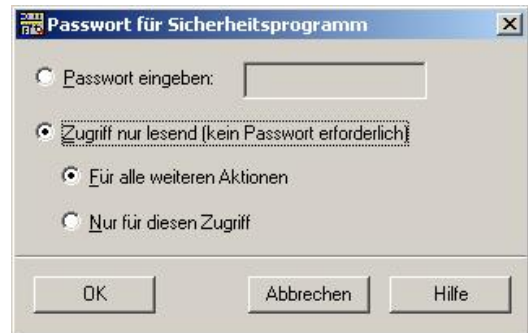 Passwort für Sicherheitsprogramm
Passwort eingeben:
Zugriff nur lesend (kein Passwort erforderlich)
Für alle weiteren Aktionen
Nur für diesen Zugriff
OK Abbrechen Hilfe